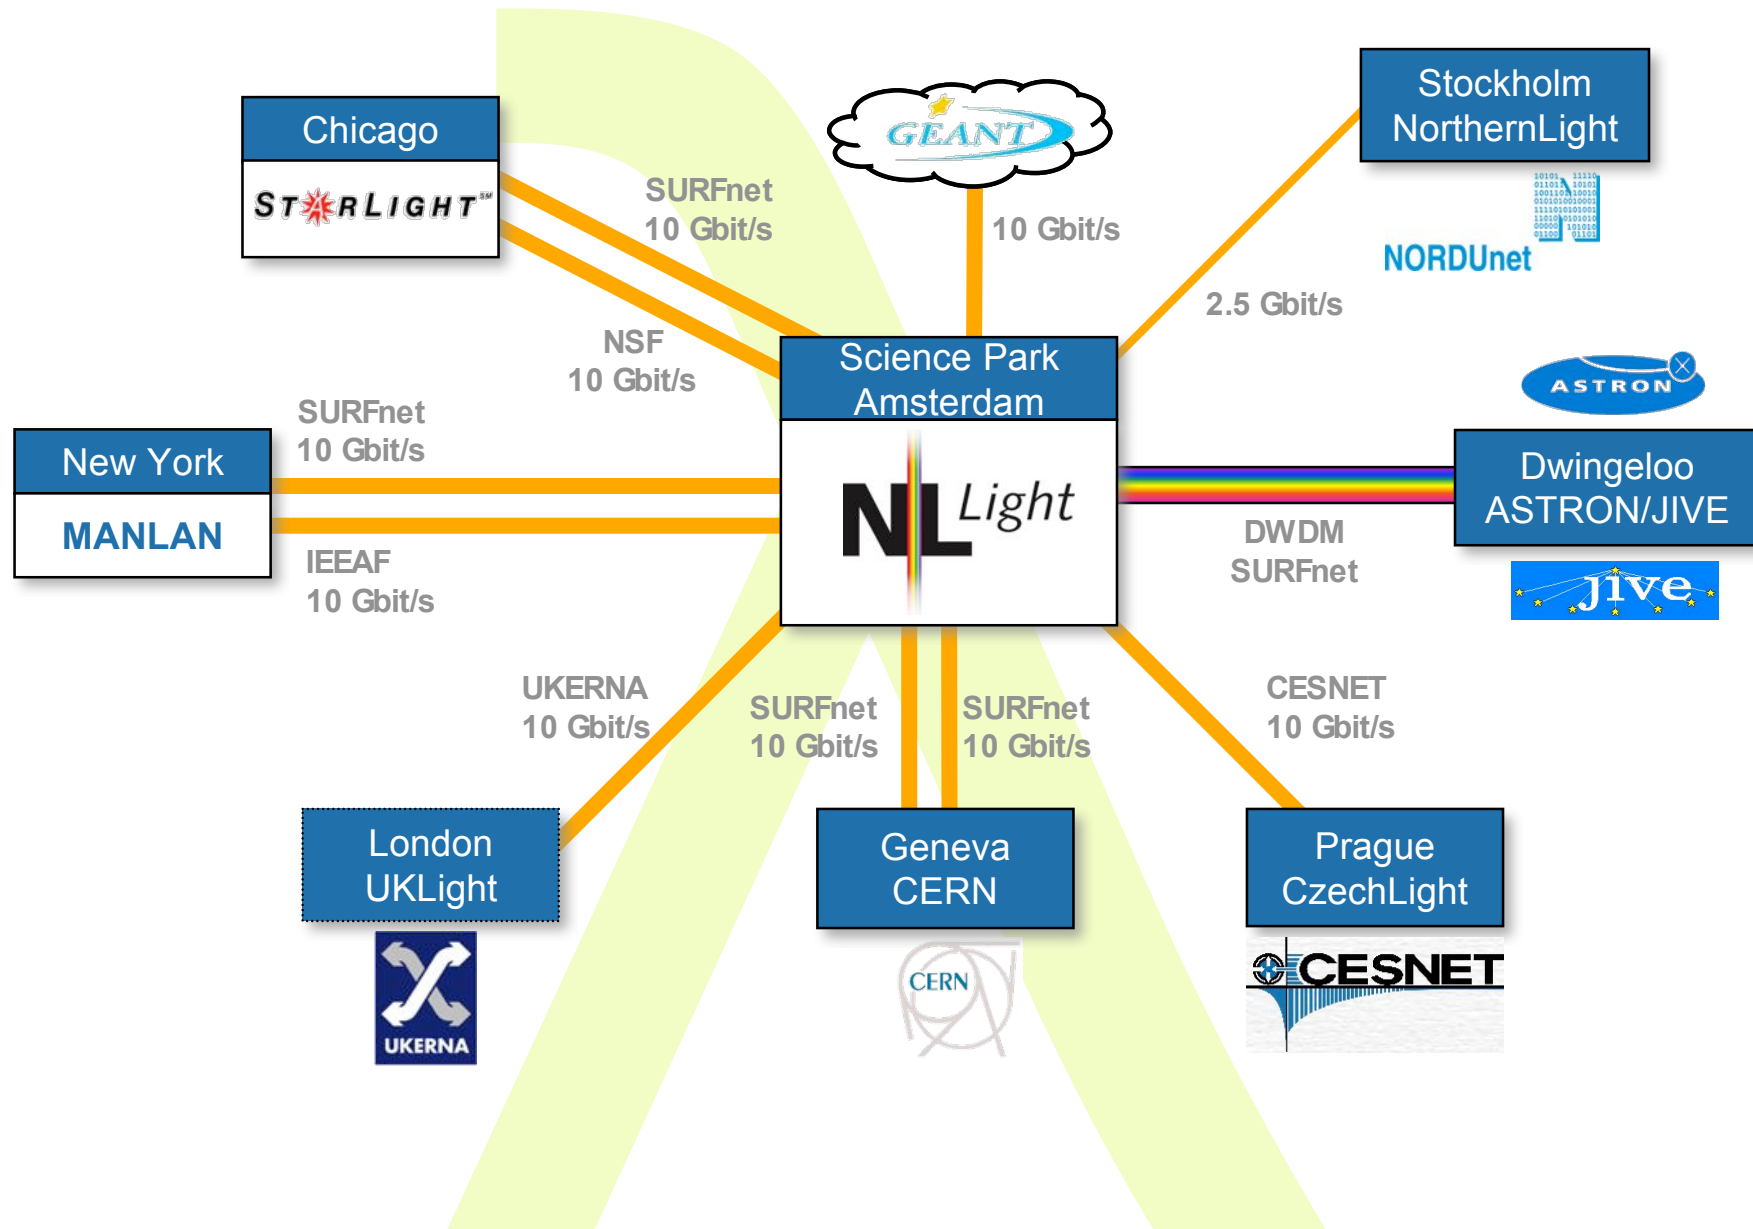 Chicago
STARLIGHT SM
SURFnet
10 Gbit/s
NSF
10 Gbit/s
GEANT
10 Gbit/s
Stockholm
NorthernLight
10101 11110
NORDUnet
2.5 Gbit/s
Science Park
Amsterdam
NL Light
New York
MANLAN
SURFnet
10 Gbit/s
IEEAF
10 Gbit/s
ASTRON
Dwingeloo
ASTRON/JIVE
jive
DWDM
SURFnet
UKERNA
10 Gbit/s
SURFnet
10 Gbit/s
SURFnet
10 Gbit/s
CESNET
10 Gbit/s
London
UKLight
UKERNA
Geneva
CERN
CERN
Prague
CzechLight
CESNET